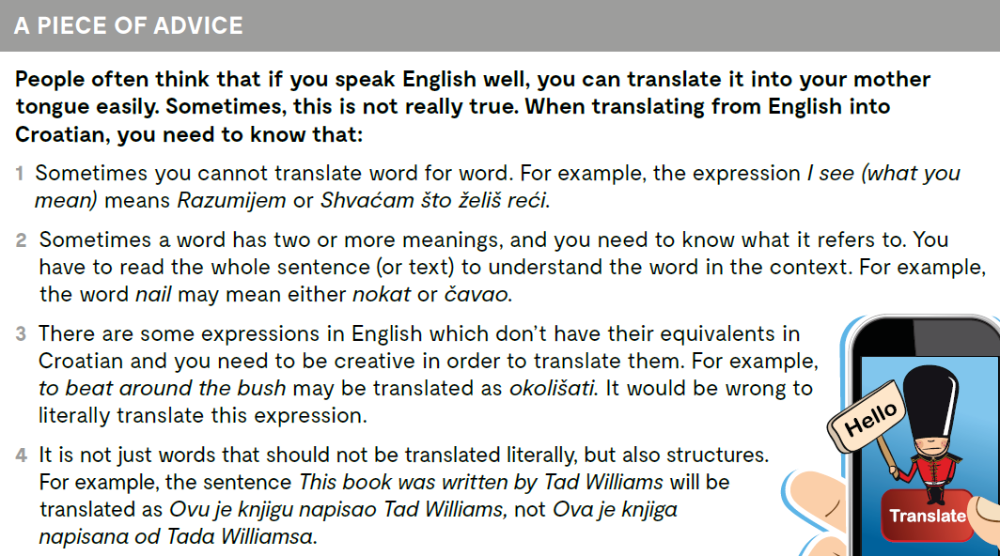 A PIECE OF ADVICE
People often think that if you speak English well, you can translate it into your mother
tongue easily. Sometimes, this is not really true. When translating from English into
Croatian, you need to know that:
1 Sometimes you cannot translate word for word. For example, the expression I see (what you
mean) means Razumijem or Shvaćam što želiš reći.
2 Sometimes a word has two or more meanings, and you need to know what it refers to. You
have to read the whole sentence (or text) to understand the word in the context. For example,
the word nail may mean either nokat or čavao.
3 There are some expressions in English which don’t have their equivalents in
Croatian and you need to be creative in order to translate them. For example,
to beat around the bush may be translated as okolišati. It would be wrong to
literally translate this expression.
4 It is not just words that should not be translated literally, but also structures.
For example, the sentence This book was written by Tad Williams will be
translated as Ovu je knjigu napisao Tad Williams, not Ova je knjiga
napisana od Tada Williamsa.
Hello
Translate